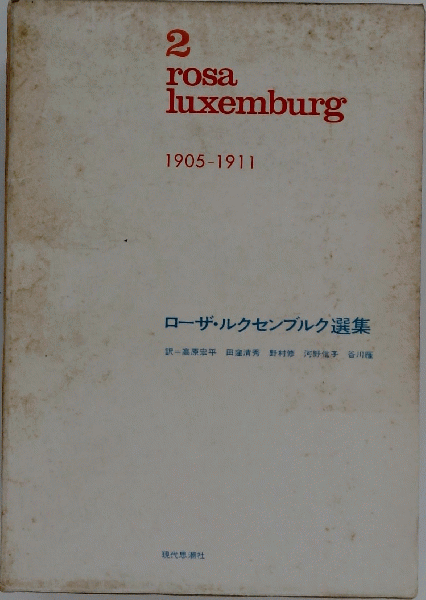 2
rosa
luxemburg
1905-1911
ローザ・ルクセンブルク選集
訳＝高原宏平 田窪清秀 野村修 河野信子 谷川雁
現代思潮社